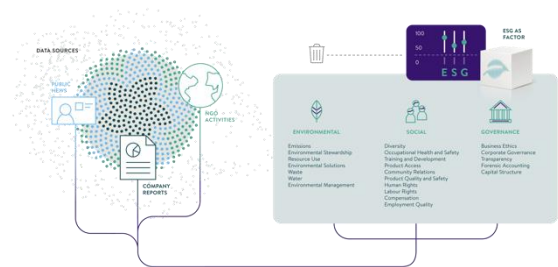 DATA SOURCES
PUBLIC
NEWS
NGO
ACTIVITIES
COMPANY
REPORTS
100
50
0
E S G
ESG AS
FACTOR
ENVIRONMENTAL
Emissions
Environmental Stewardship
Resource Use
Environmental Solutions
Waste
Water
Environmental Management
SOCIAL
Diversity
Occupational Health and Safety
Training and Development
Product Access
Community Relations
Product Quality and Safety
Human Rights
Labour Rights
Compensation
Employment Quality
GOVERNANCE
Business Ethics
Corporate Governance
Transparency
Forensic Accounting
Capital Structure